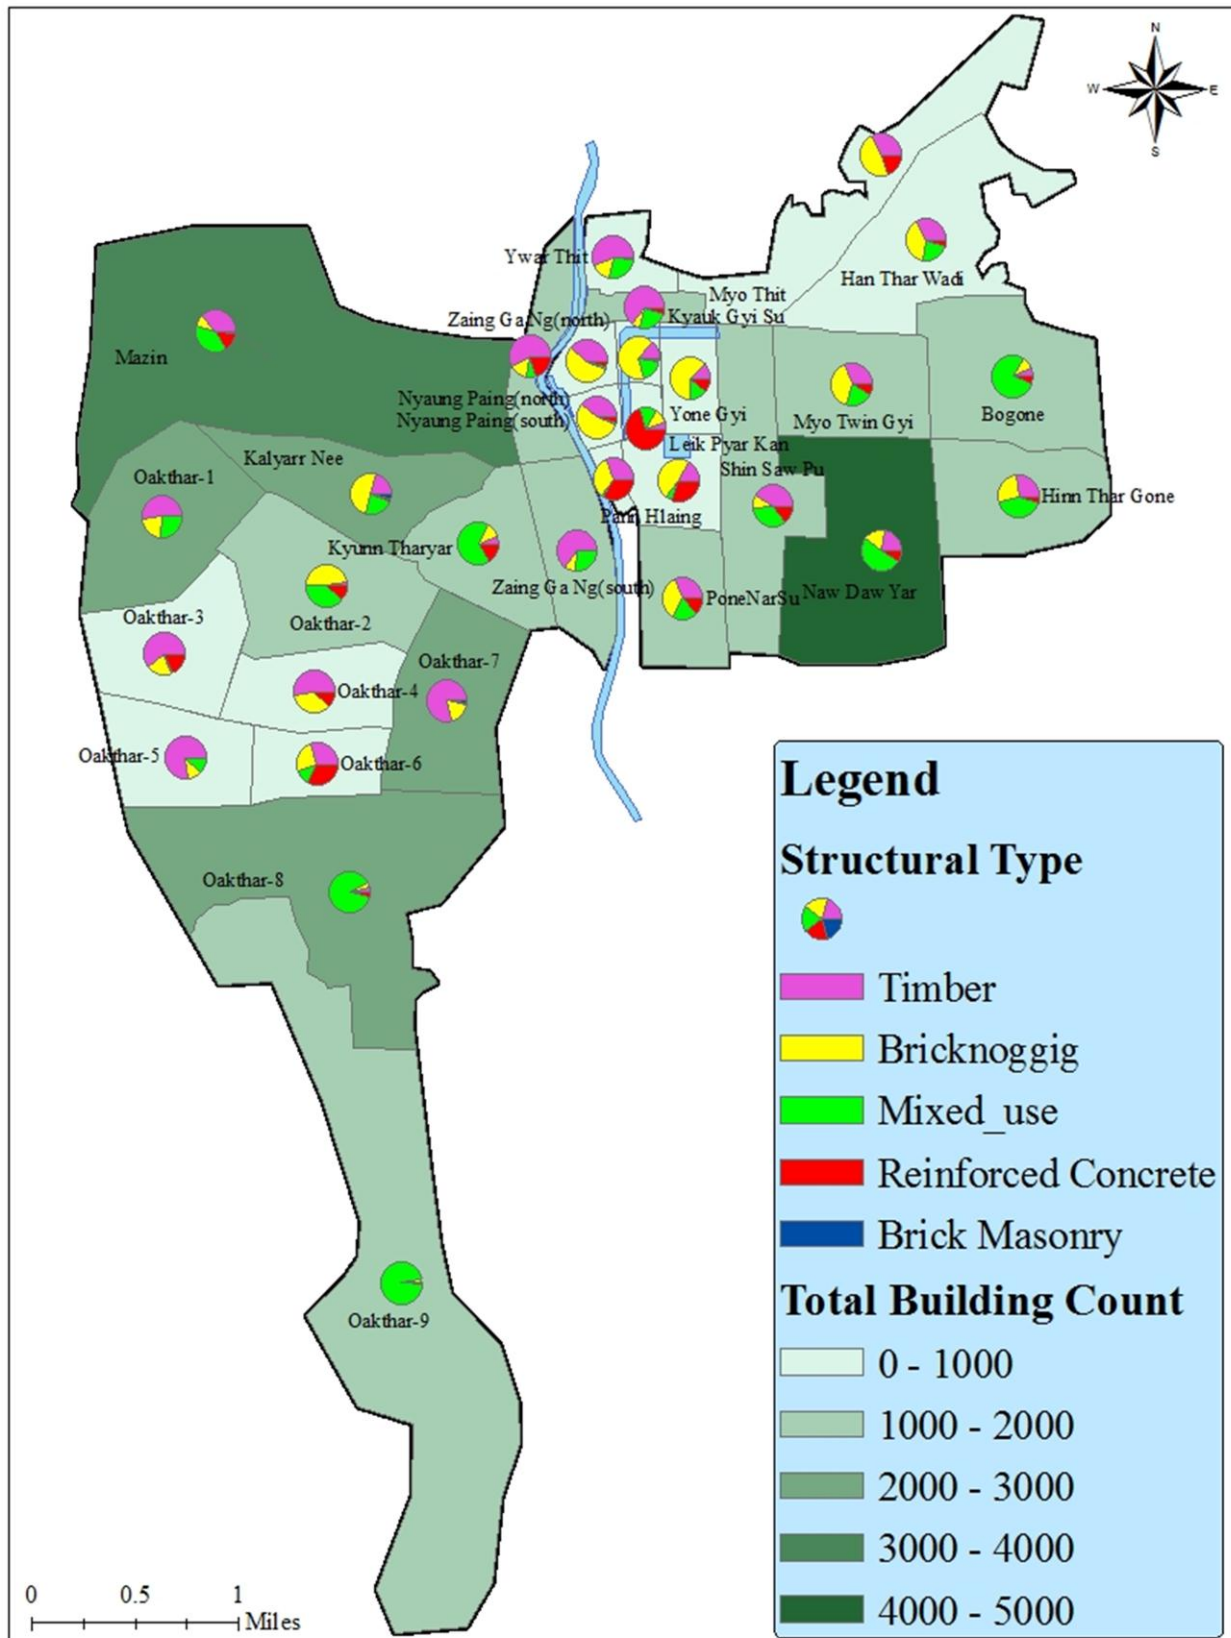 N
W
E
S
Ywar Thit
Han Thar Wadi
Myo Thit
Zaing Ga Ng(north)
Kyauk Gyi Su
Mazin
Nyaung Paing(north)
Nyaung Paing(south)
Yone Gyi
Myo Twin Gyi
Bogone
Leik Pyar Kan
Kalyarr Nee
Shin Saw Pu
Oakthar-1
Hinn Thar Gone
Pann Hlaing
Kyunn Tharyar
Zaing Ga Ng(south)
PoneNarSu
Naw Daw Yar
Oakthar-3
Oakthar-2
Oakthar-7
Oakthar-4
Oakthar-5
Oakthar-6
Oakthar-8
Oakthar-9
0 0.5 1
Miles
Legend
Structural Type
Timber
Bricknoggig
Mixed_use
Reinforced Concrete
Brick Masonry
Total Building Count
0 - 1000
1000 - 2000
2000 - 3000
3000 - 4000
4000 - 5000